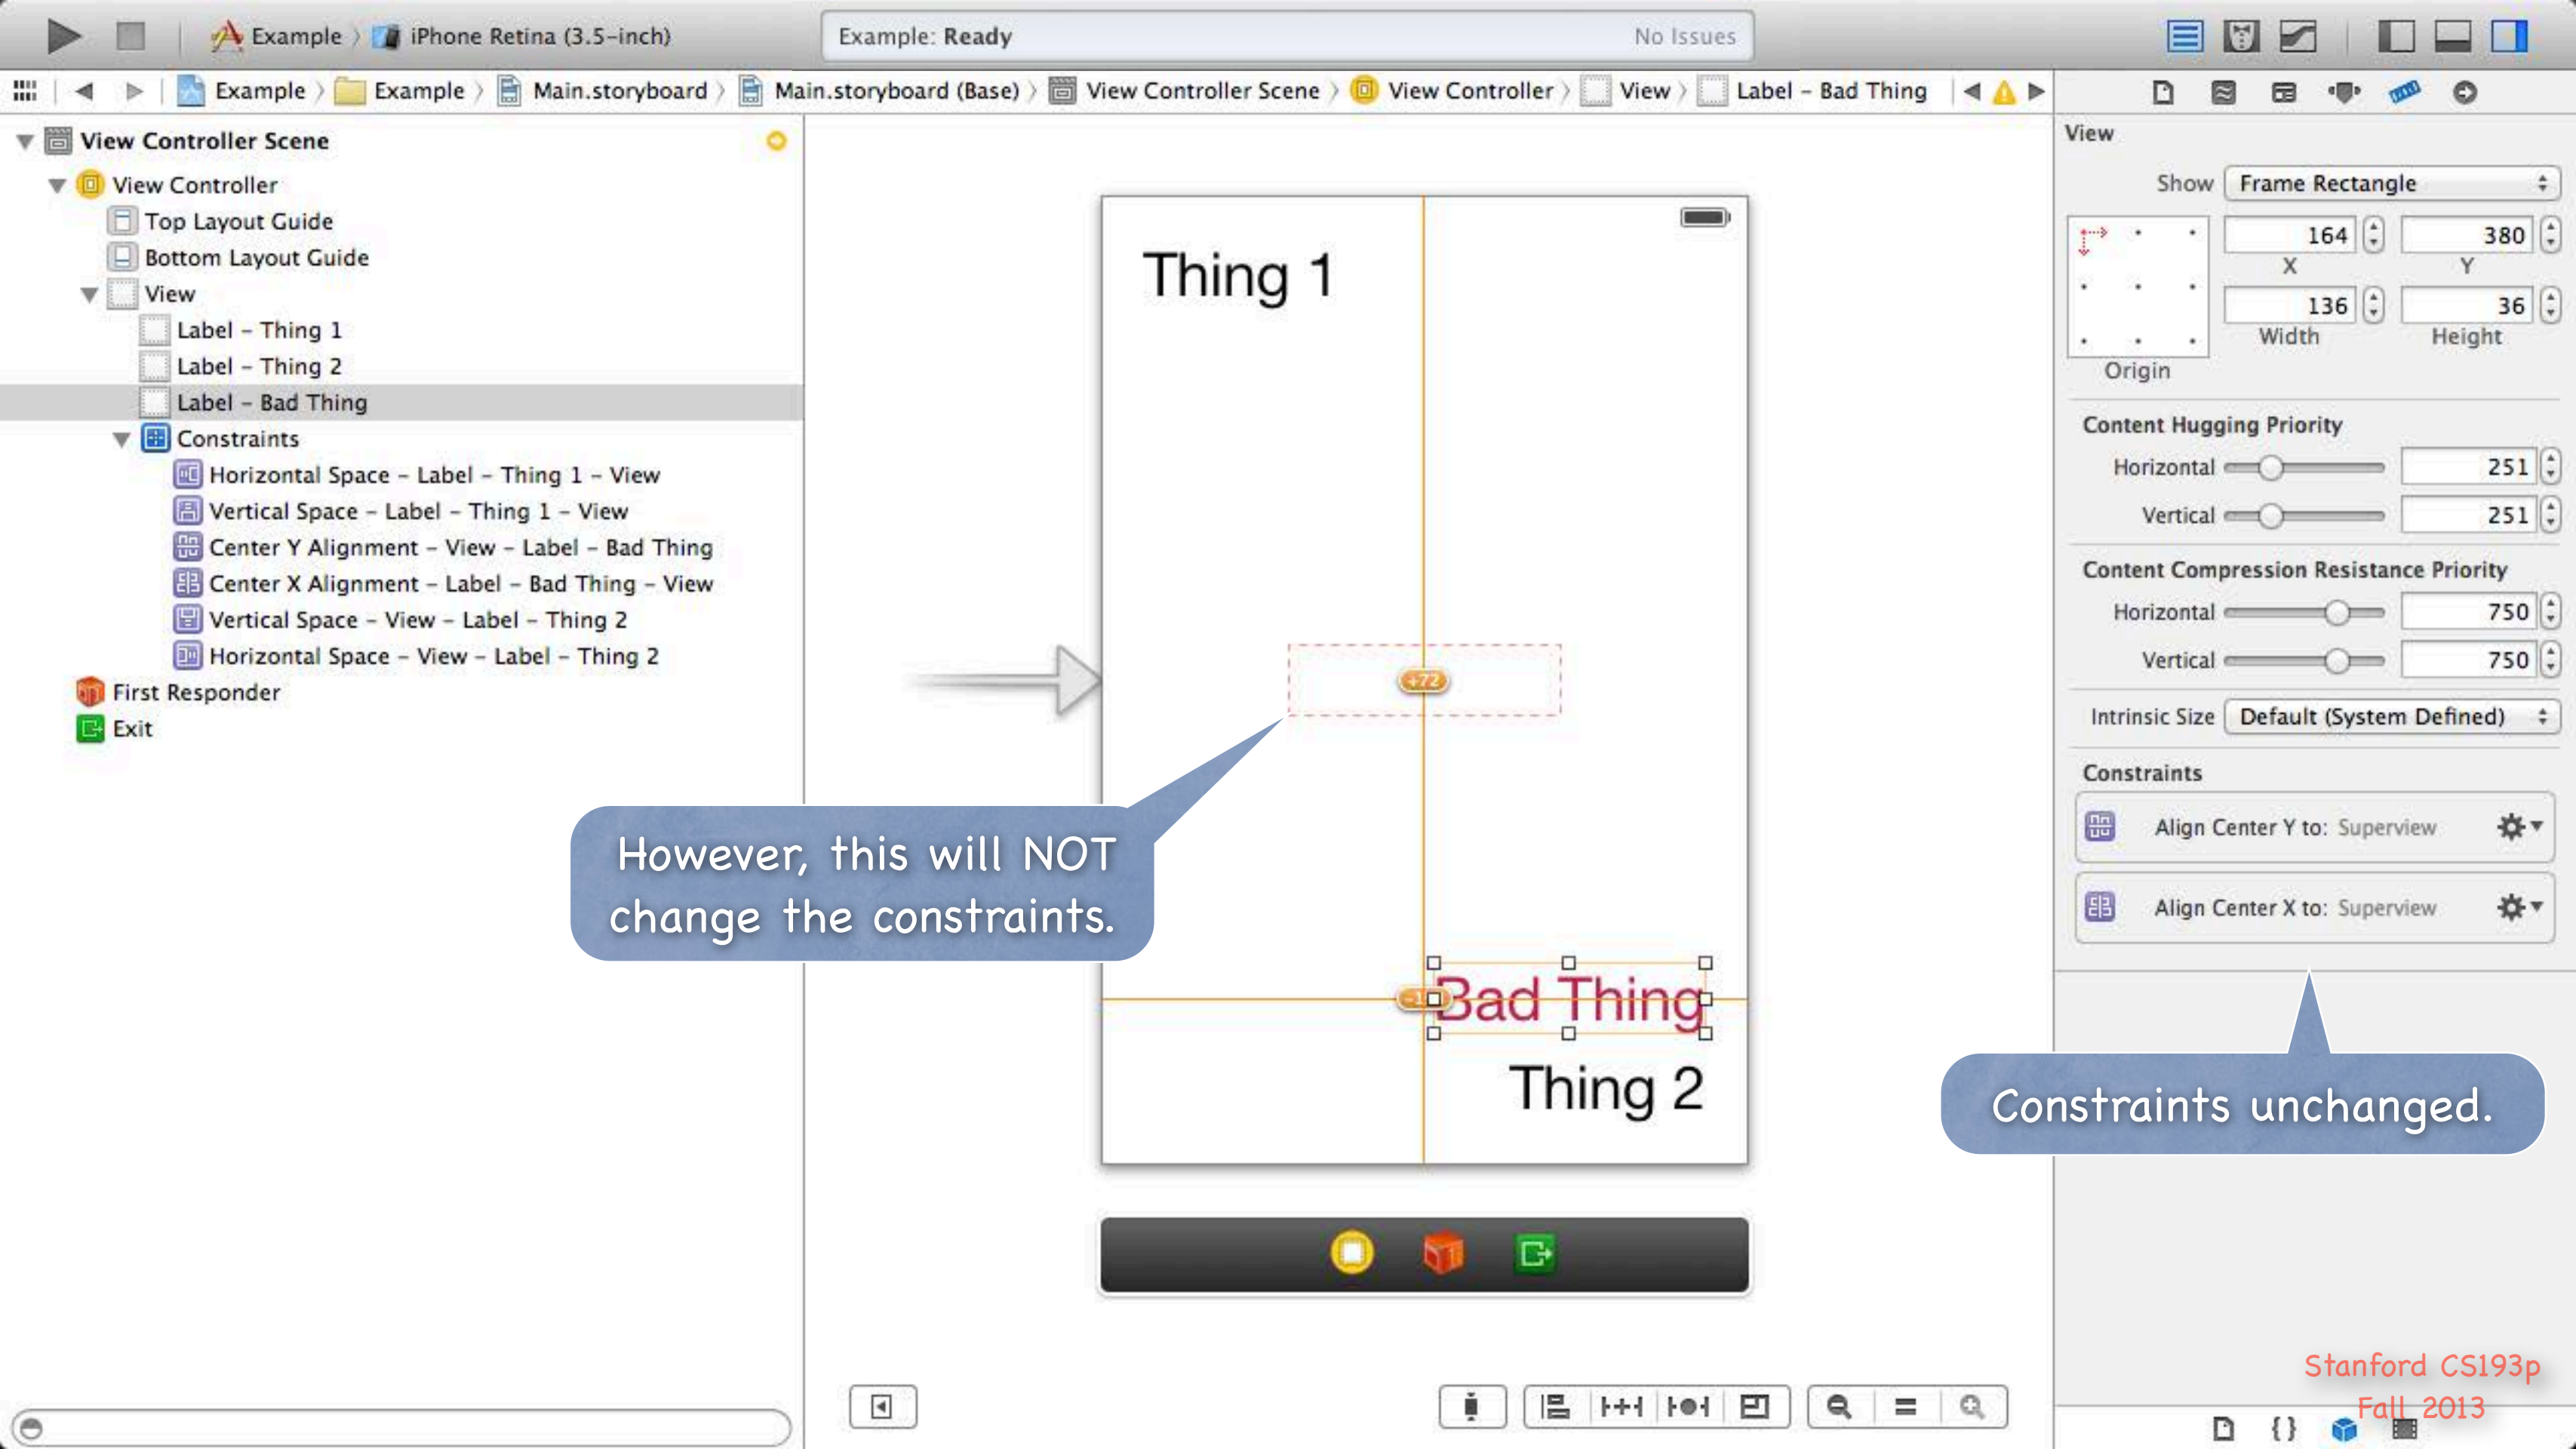 Example
iPhone Retina (3.5-inch)
Example: Ready
No Issues
Example
Example
Main.storyboard
Main.storyboard (Base)
View Controller Scene
View Controller
View
Label – Bad Thing
View Controller Scene
View Controller
Top Layout Guide
Bottom Layout Guide
View
Label – Thing 1
Label – Thing 2
Label – Bad Thing
Constraints
Horizontal Space – Label – Thing 1 – View
Vertical Space – Label – Thing 1 – View
Center Y Alignment – View – Label – Bad Thing
Center X Alignment – Label – Bad Thing – View
Vertical Space – View – Label – Thing 2
Horizontal Space – View – Label – Thing 2
First Responder
Exit
Thing 1
+72
However, this will NOT
change the constraints.
Bad Thing
Thing 2
View
Show Frame Rectangle
164 380
X Y
136 36
Width Height
Origin
Content Hugging Priority
Horizontal 251
Vertical 251
Content Compression Resistance Priority
Horizontal 750
Vertical 750
Intrinsic Size Default (System Defined)
Constraints
Align Center Y to: Superview
Align Center X to: Superview
Constraints unchanged.
Stanford CS193p
Fall 2013